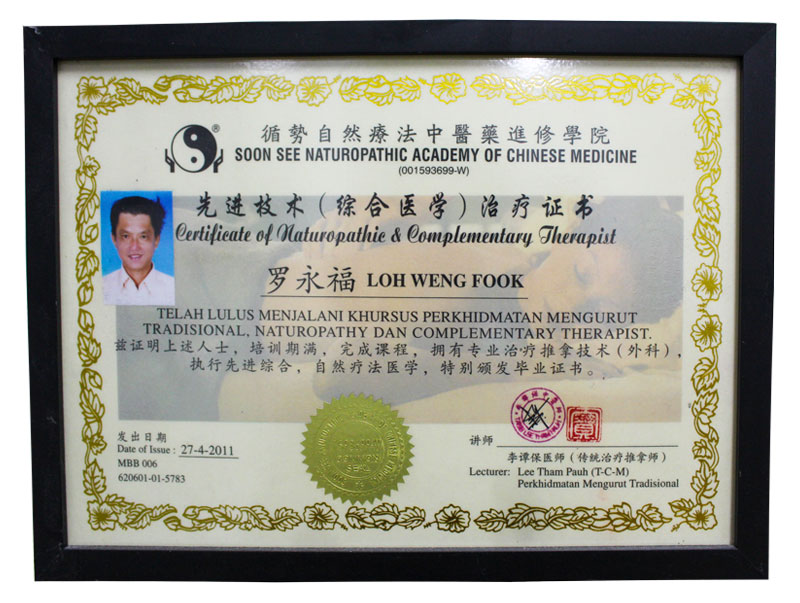 循勢自然療法中醫藥進修學院
®
SOON SEE NATUROPATHIC ACADEMY OF CHINESE MEDICINE
(001593699-W)
先进技术（综合医学）治疗证书
Certificate of Naturopathic & Complementary Therapist
罗永福 LOH WENG FOOK
TELAH LULUS MENJALANI KHURSUS PERKHIDMATAN MENGURUT
TRADISIONAL, NATUROPATHY DAN COMPLEMENTARY THERAPIST.
兹证明上述人士，培训期满，完成课程，拥有专业治疗推拿技术（外科），
执行先进综合，自然疗法医学，特别颁发毕业证书。
发出日期
Date of Issue : 27-4-2011
MBB 006
620601-01-5783
讲师
李谭保医师（传统治疗推拿师）
Lecturer: Lee Tham Pauh (T-C-M)
Perkhidmatan Mengurut Tradisional